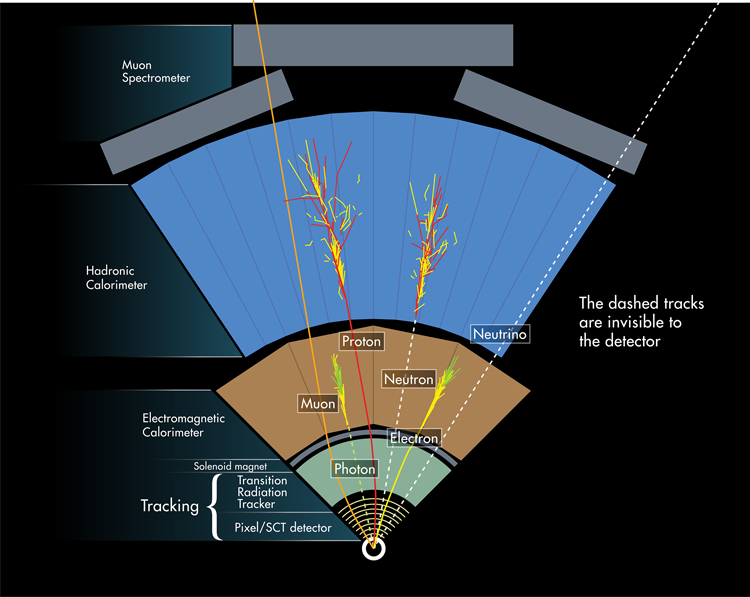 Muon
Spectrometer
Hadronic
Calorimeter
The dashed tracks
are invisible to
the detector
Neutrino
Proton
Neutron
Muon
Electromagnetic
Calorimeter
Electron
Solenoid magnet
Photon
Tracking
Transition
Radiation
Tracker
Pixel/SCT detector